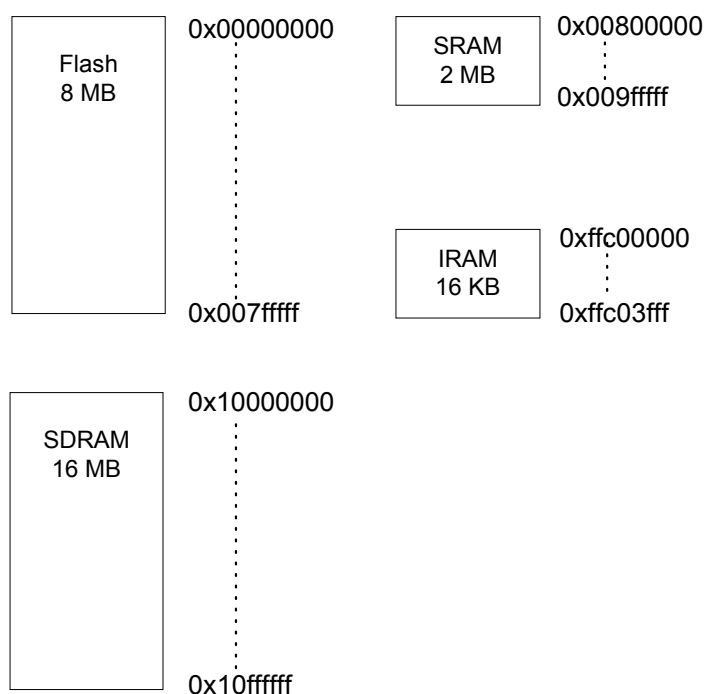 Flash
8 MB
0x00000000
0x007fffff
SRAM
2 MB
0x00800000
0x009fffff
IRAM
16 KB
0xffc00000
0xffc03fff
SDRAM
16 MB
0x10000000
0x10ffffff